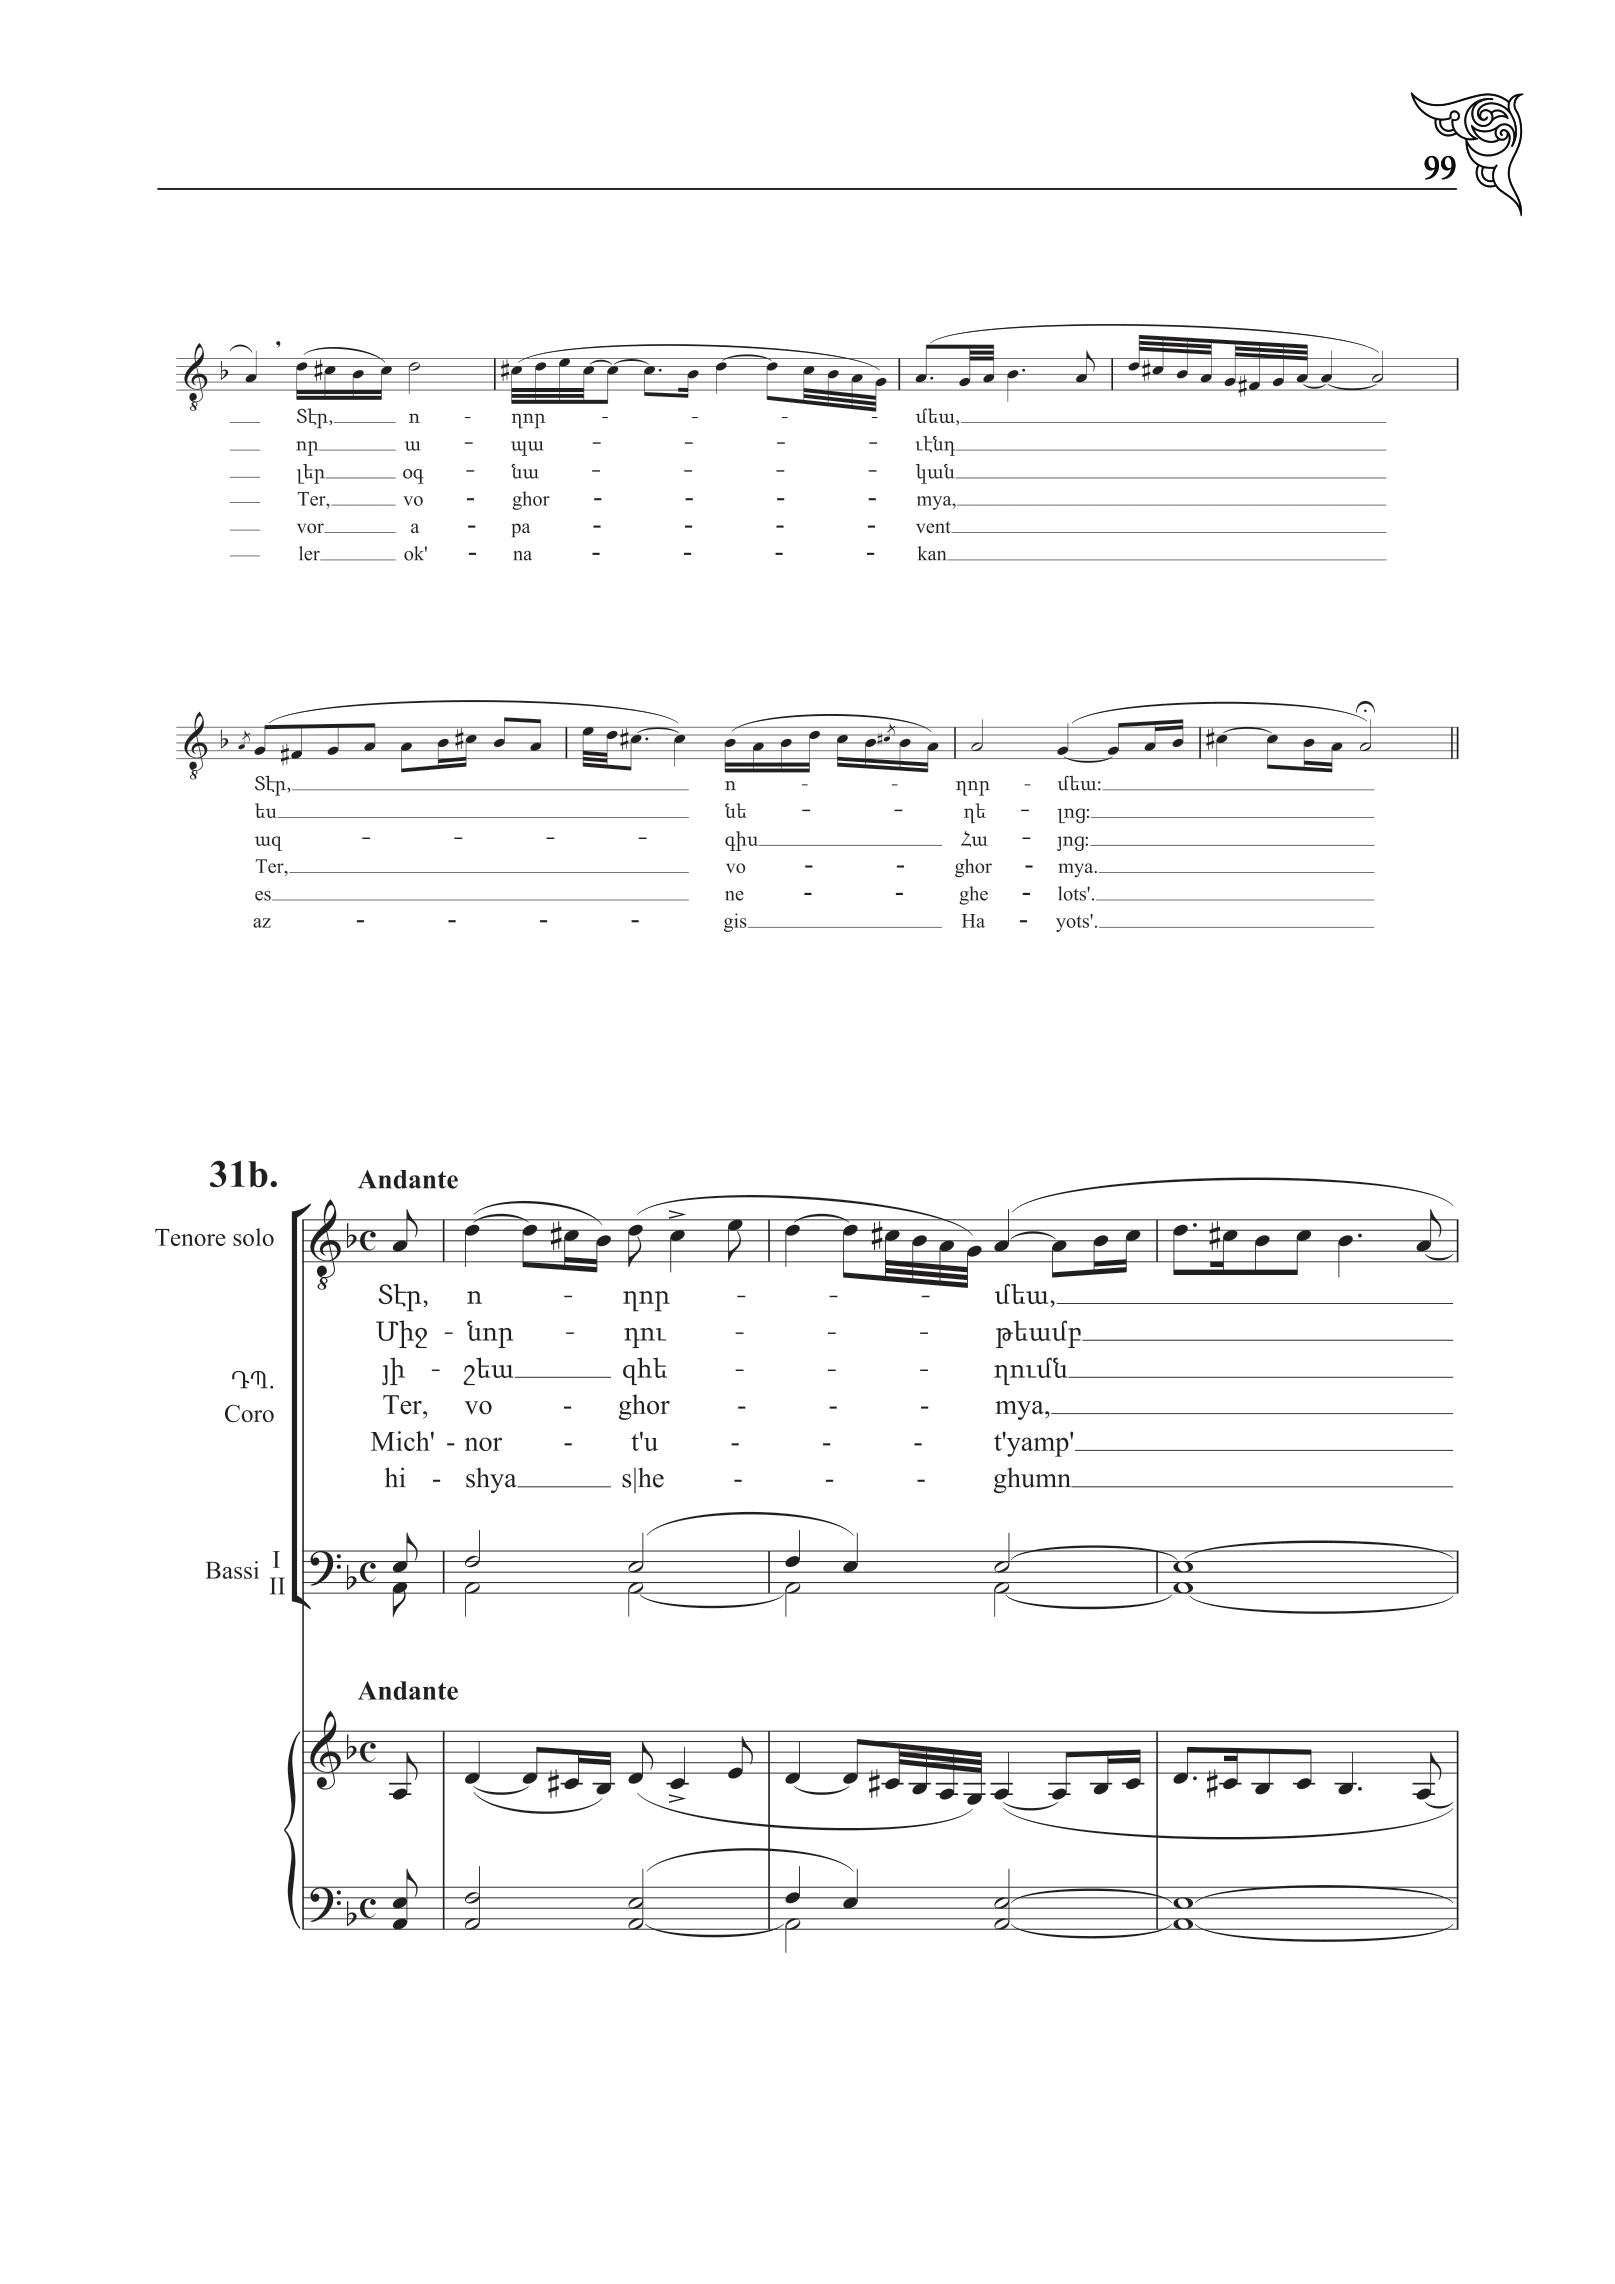 99
Տէր, ո - ղոր - - - - մեա,
որ ա - պա - - - - ւէնդ
լեր օգ - նա - - - - կան
Ter, vo - ghor - - - - mya,
vor a - pa - - - - vent
ler ok' - na - - - - kan
Տէր, ո - - ղոր - մեա:
ես նե - - ղե - լոց:
ազ - - - - գիս Հա - յոց:
Ter, vo - - ghor - mya.
es ne - - ghe - lots'.
az - - - - gis Ha - yots'.
31b.
Andante
Tenore solo
Տէր, ո - ղոր - - - մեա,
Միջ - նոր - դու - - թեամբ
յի - շեա զհե - - ղումն
ԴՊ.
Coro
Ter, vo - ghor - - - mya,
Mich' - nor - t'u - - - t'yamp'
hi - shya s|he - - - ghumn
Bassi I
II
Andante